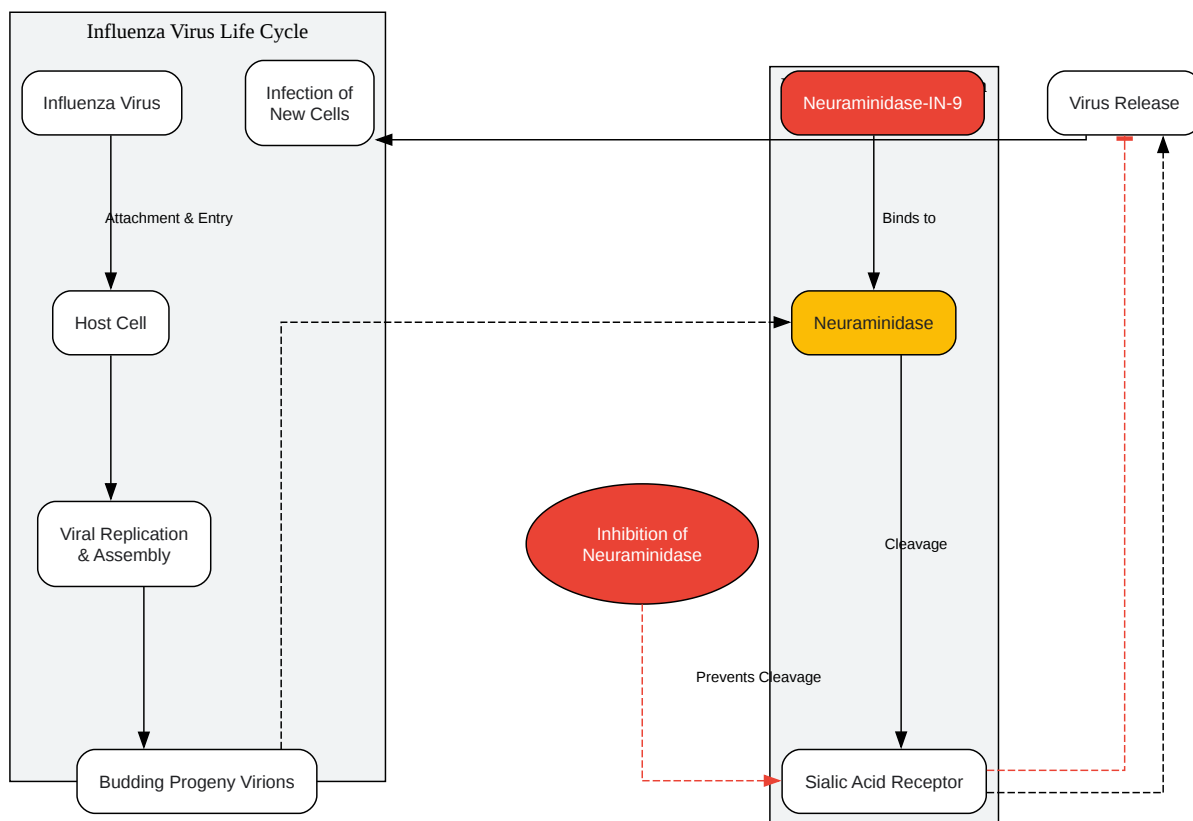 Influenza Virus Life Cycle
Influenza Virus
Infection of
New Cells
Neuraminidase-IN-9
Virus Release
Attachment & Entry
Binds to
Host Cell
Neuraminidase
Viral Replication
& Assembly
Inhibition of
Neuraminidase
Cleavage
Prevents Cleavage
Budding Progeny Virions
Sialic Acid Receptor